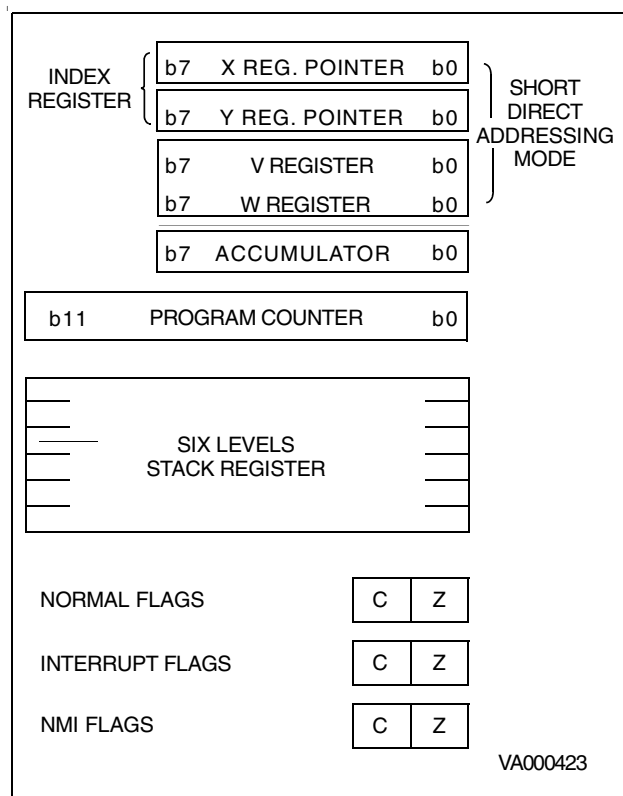 INDEX
REGISTER
b7 X REG. POINTER b0
b7 Y REG. POINTER b0
b7 V REGISTER b0
b7 W REGISTER b0
SHORT
DIRECT
ADDRESSING
MODE
b7 ACCUMULATOR b0
b11 PROGRAM COUNTER b0
SIX LEVELS
STACK REGISTER
NORMAL FLAGS C Z
INTERRUPT FLAGS C Z
NMI FLAGS C Z
VA000423